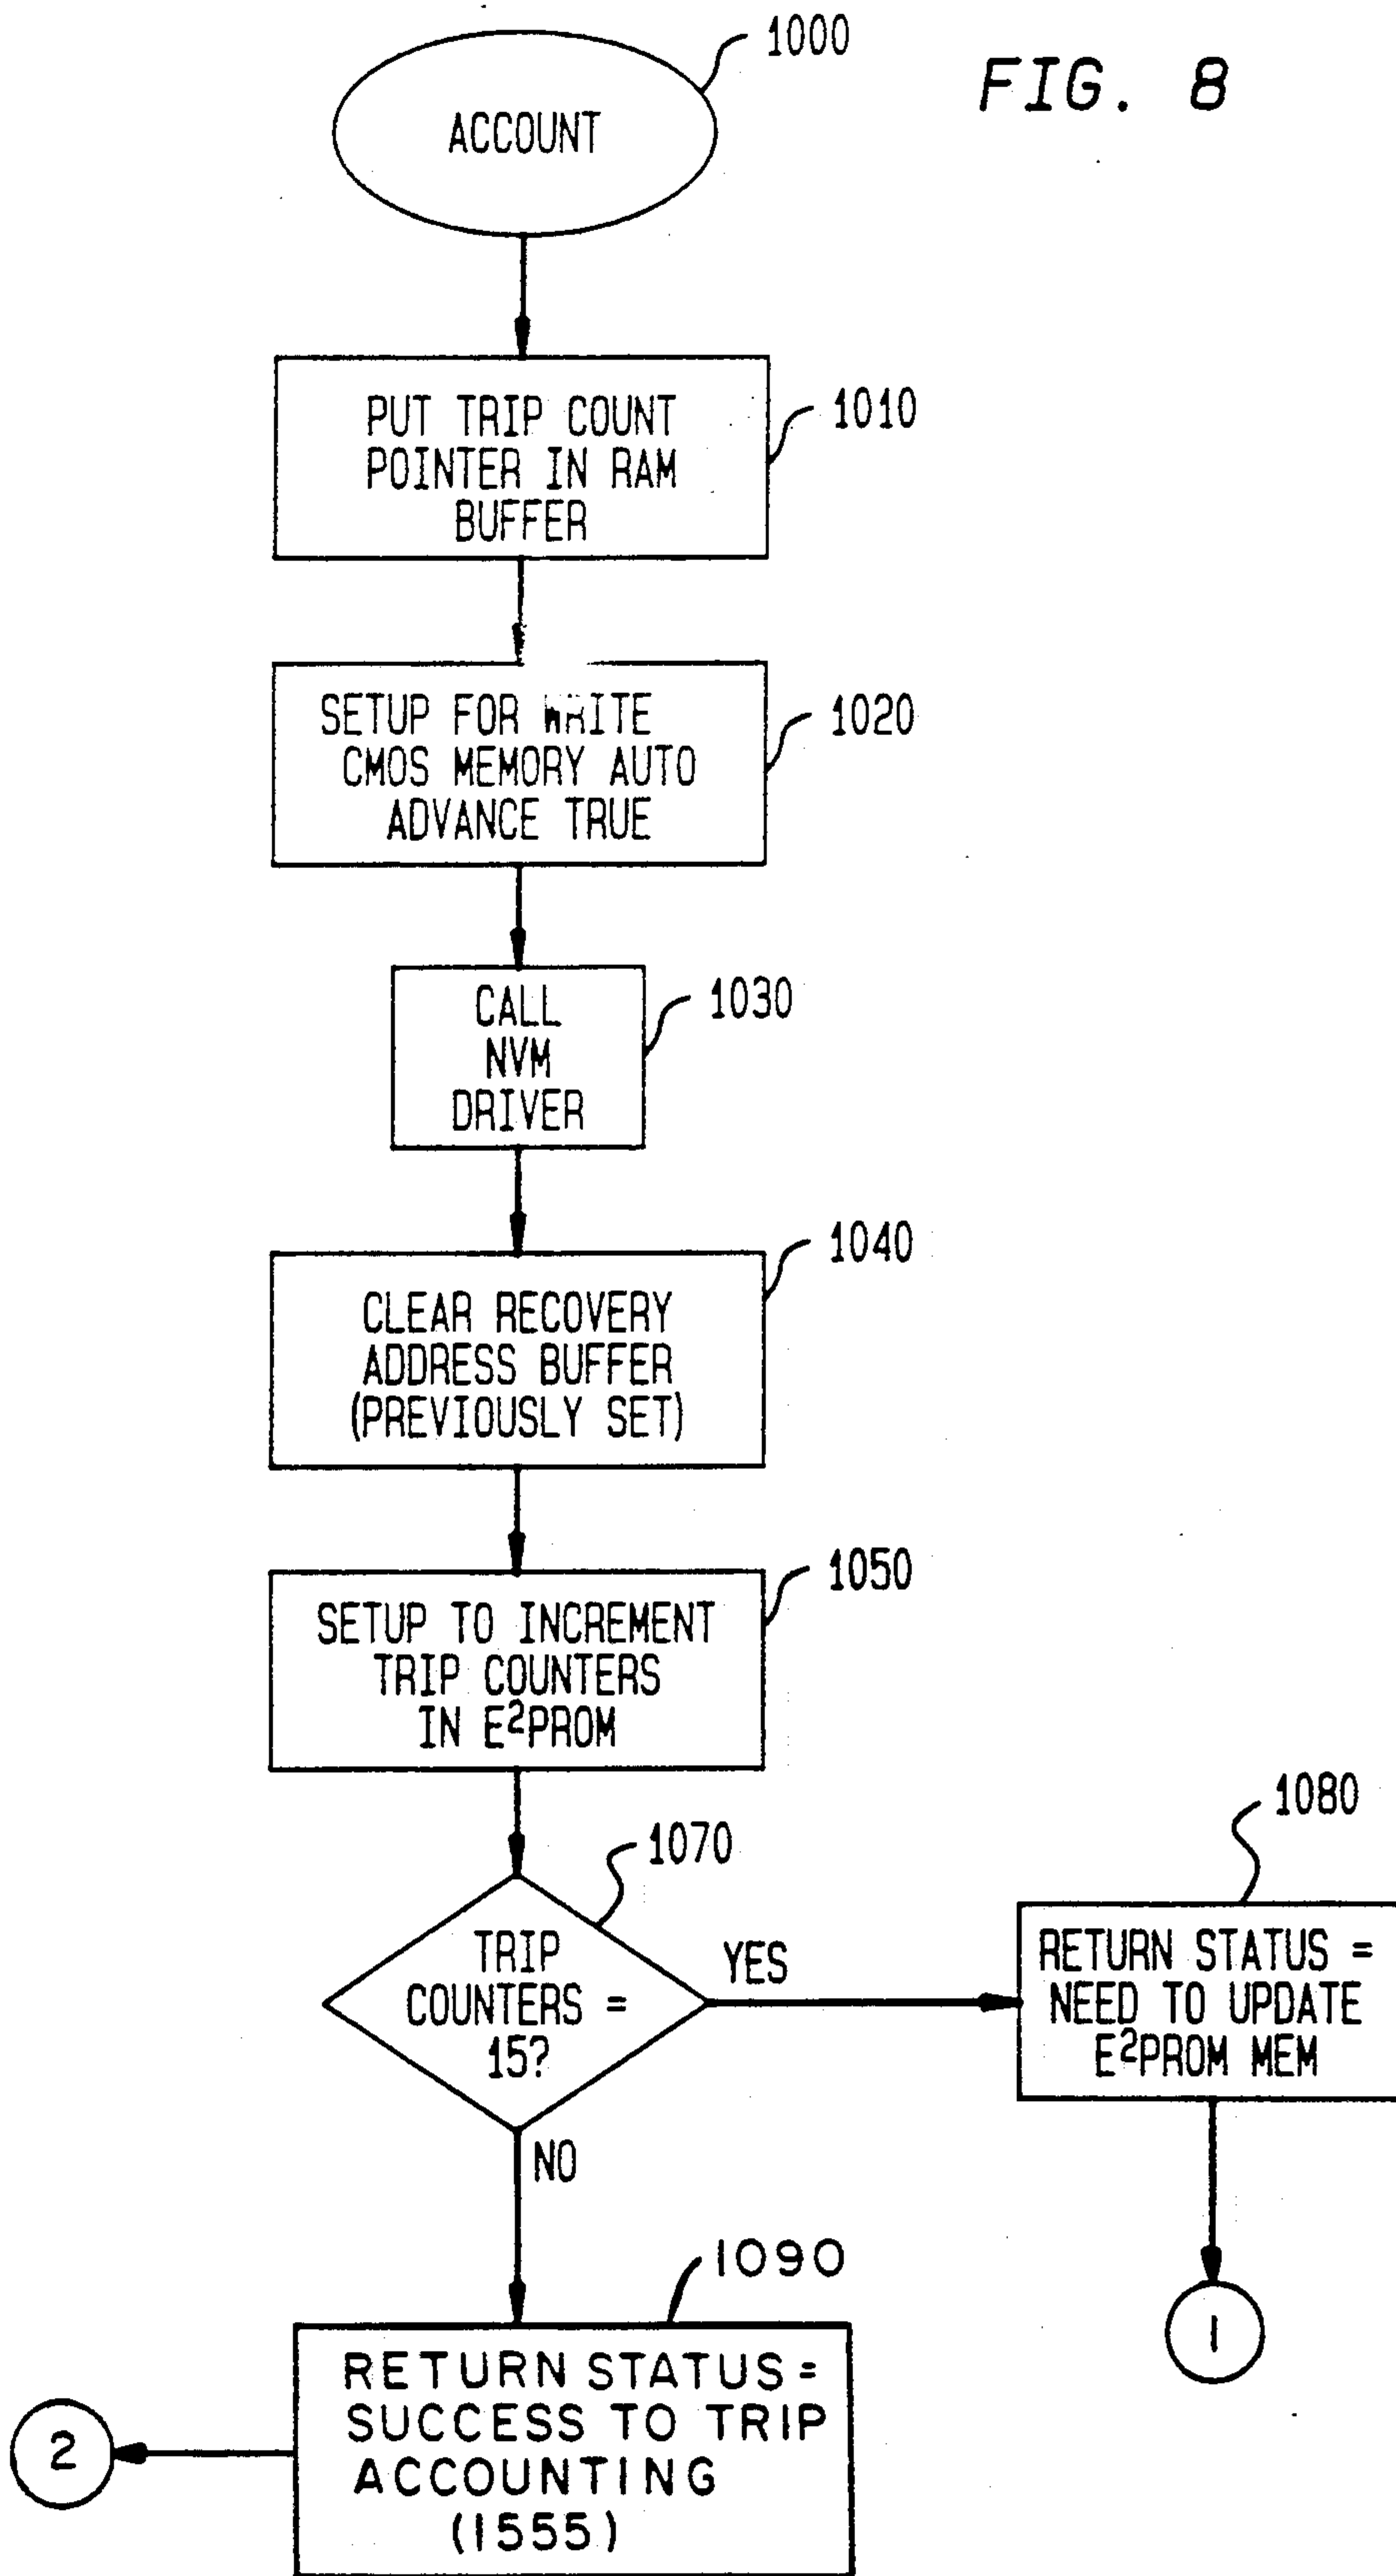 1000
FIG. 8
ACCOUNT
1010
PUT TRIP COUNT
POINTER IN RAM
BUFFER
1020
SETUP FOR WRITE
CMOS MEMORY AUTO
ADVANCE TRUE
1030
CALL
NVM
DRIVER
1040
CLEAR RECOVERY
ADDRESS BUFFER
(PREVIOUSLY SET)
1050
SETUP TO INCREMENT
TRIP COUNTERS
IN E²PROM
1070
TRIP
COUNTERS =
15?
YES
1080
RETURN STATUS =
NEED TO UPDATE
E²PROM MEM
1
NO
1090
RETURN STATUS =
SUCCESS TO TRIP
ACCOUNTING
(1555)
2